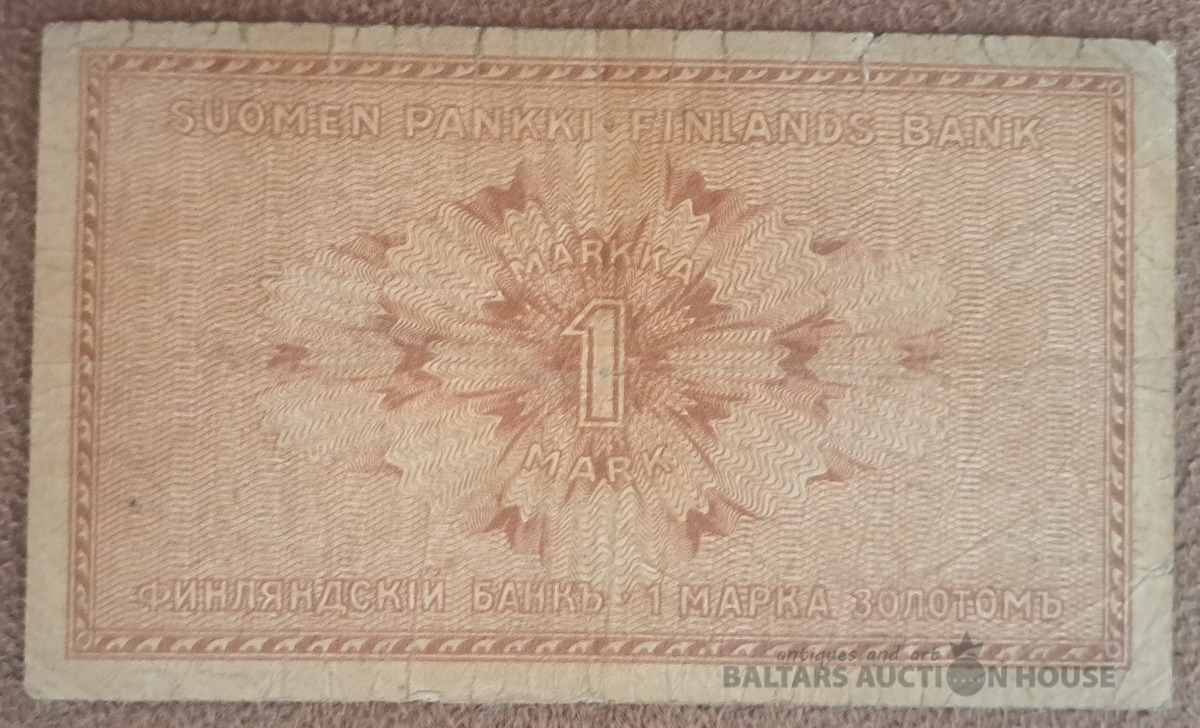 SUOMEN PANKKI · FINLANDS BANK
MARKKA
1
MARK
ФИНЛЯНДСКІЙ БАНКЪ · 1 МАРКА ЗОЛОТОМЪ
antiques and art
BALTARS AUCTION HOUSE